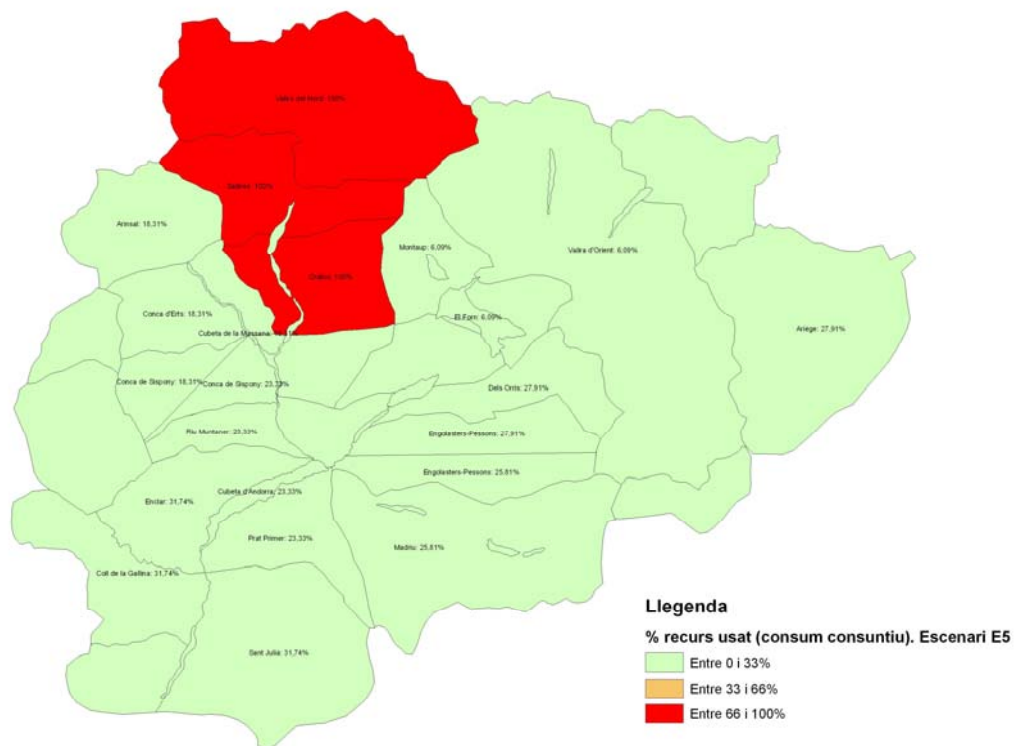 Valira del Nord: 100%
100%
100%
Arinsal: 18,31%
Montaup: 6,09%
Valira d'Orient: 6,09%
Conca d'Erts: 18,31%
El Forn: 6,09%
Cubeta de la Massana:
Ariège: 27,91%
Conca de Sispony: 18,31%
Conca de Sispony: 23,33%
Dels Orris: 27,91%
Riu Muntaner: 23,33%
Engolasters-Pessons: 27,91%
Engolasters-Pessons: 25,81%
Enclar: 31,74%
Cubeta d'Andorra: 23,33%
Prat Primer: 23,33%
Madriu: 25,81%
Coll de la Gallina: 31,74%
Sant Julià: 31,74%
Llegenda
% recurs usat (consum consuntiu). Escenari E5
Entre 0 i 33%
Entre 33 i 66%
Entre 66 i 100%